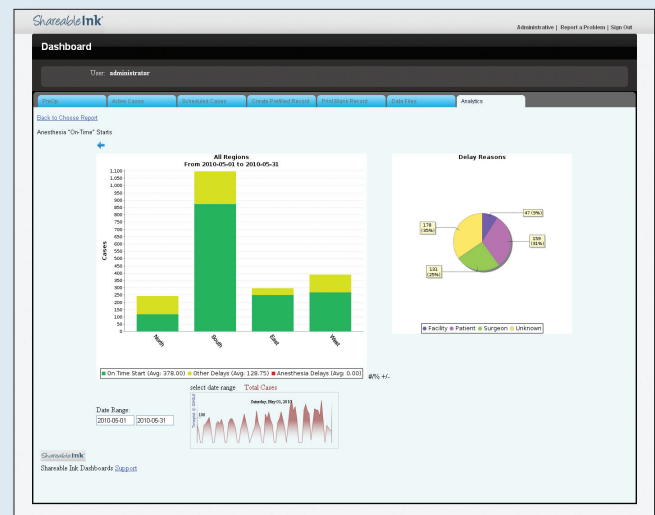 ShareableInk
Administrative | Report a Problem | Sign Out
Dashboard
User: administrator
PreOp Active Cases Scheduled Cases Create Prefilled Record Print Blank Record Data Files Analytics
Back to Choose Report
Anesthesia "On-Time" Starts
All Regions
From 2010-05-01 to 2010-05-31
1,100
1,050
1,000
950
900
850
800
750
700
650
600
550
500
450
400
350
300
250
200
150
100
50
0
Cases
North South East West
On Time Start (Avg: 378.00) Other Delays (Avg: 128.75) Anesthesia Delays (Avg: 0.00)
#/% +/-
Delay Reasons
47 (9%)
159
(31%)
131
(25%)
178
(35%)
Facility Patient Surgeon Unknown
select date range Total Cases
Saturday, May 01, 2010
100
Date Range:
2010-05-01 2010-05-31
ShareableInk
Shareable Ink Dashboards Support